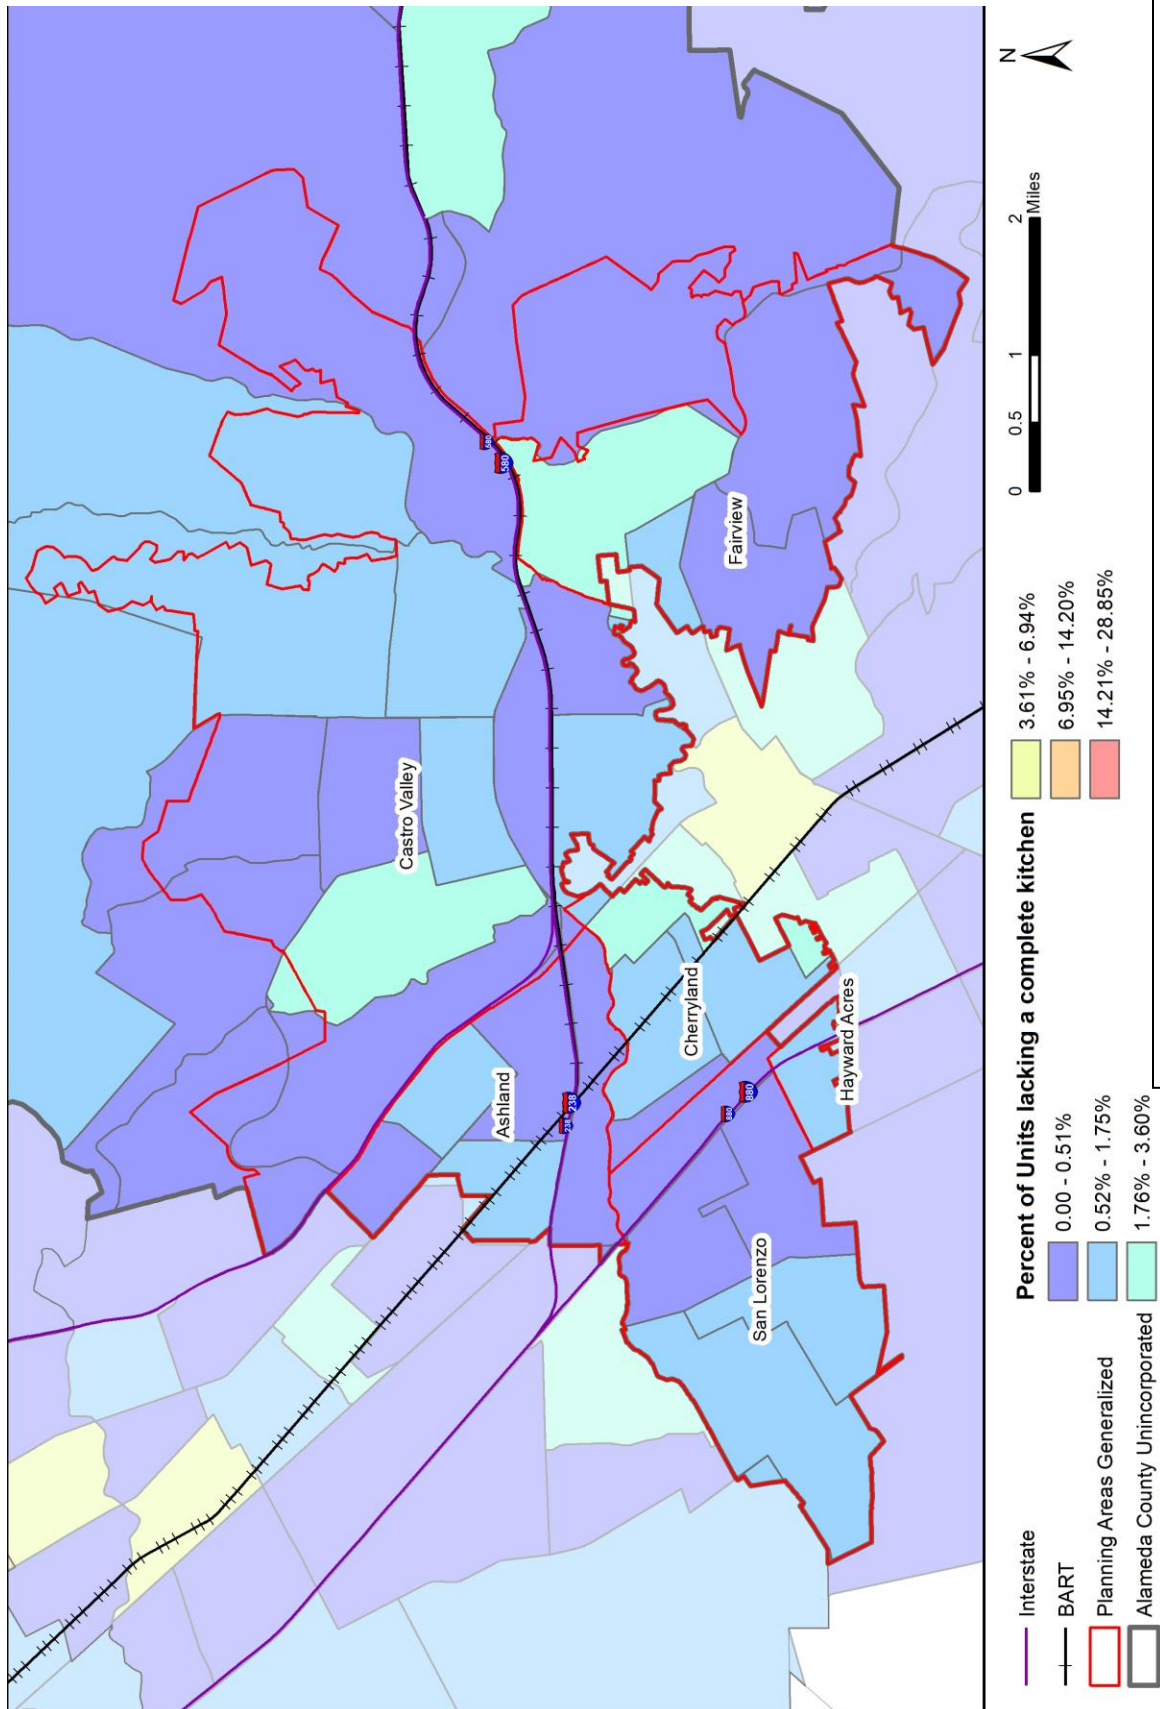 Castro Valley
Ashland
Fairview
Cherryland
Hayward Acres
San Lorenzo
580
580
238
238
880
880
Interstate
BART
Planning Areas Generalized
Alameda County Unincorporated
Percent of Units lacking a complete kitchen
0.00 - 0.51%
0.52% - 1.75%
1.76% - 3.60%
3.61% - 6.94%
6.95% - 14.20%
14.21% - 28.85%
0 0.5 1 2
Miles
N